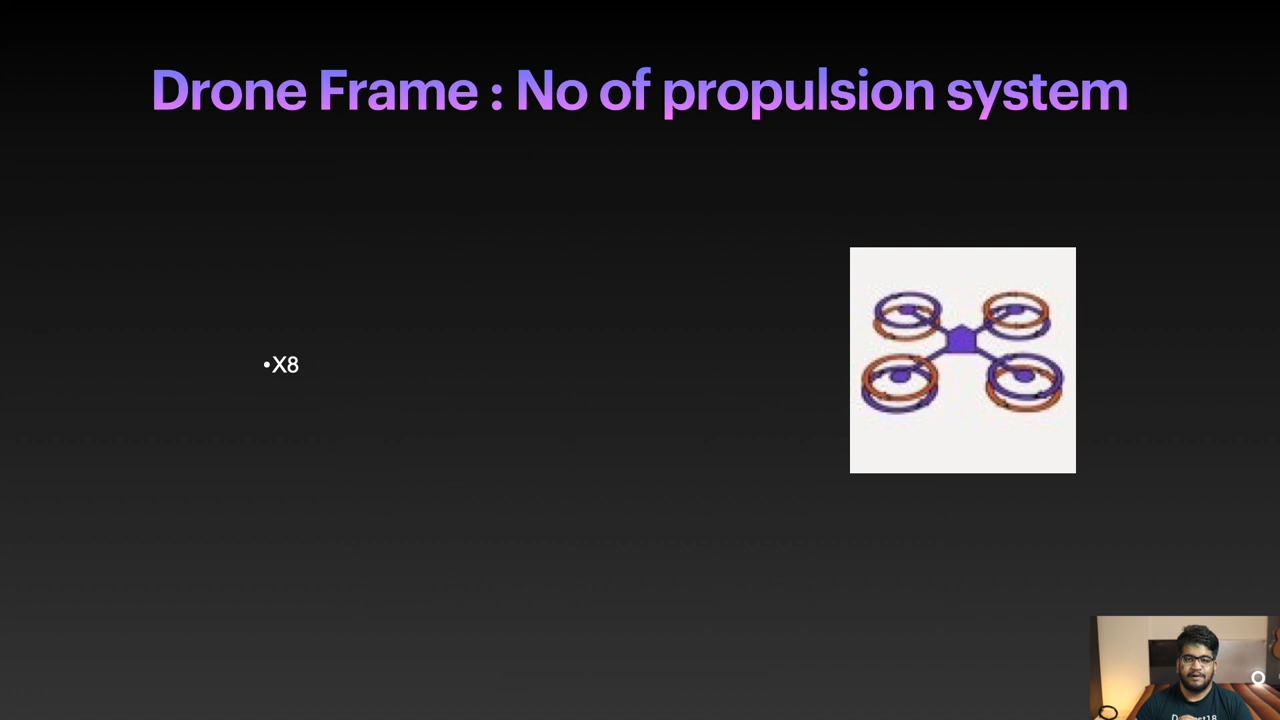 Drone Frame : No of propulsion system
•X8